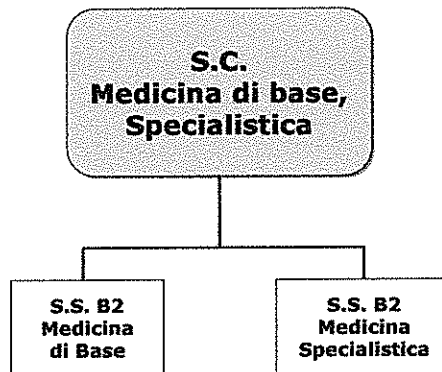 S.C.
Medicina di base,
Specialistica
S.S. B2
Medicina
di Base
S.S. B2
Medicina
Specialistica